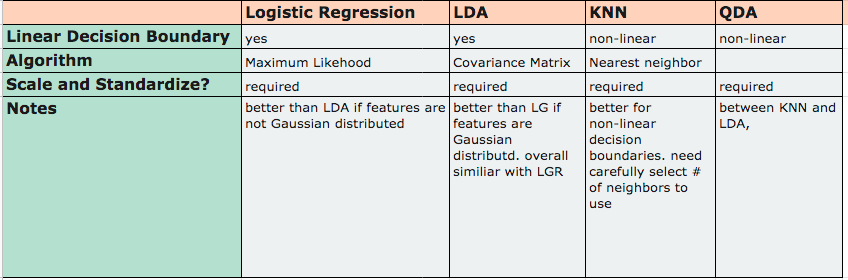 Logistic Regression LDA KNN QDA
Linear Decision Boundary yes yes non-linear non-linear
Algorithm Maximum Likehood Covariance Matrix Nearest neighbor
Scale and Standardize? required required required required
Notes
better than LDA if features are
not Gaussian distributed
better than LG if
features are
Gaussian
distributd. overall
similiar with LGR
better for
non-linear
decision
boundaries. need
carefully select #
of neighbors to
use
between KNN and
LDA,